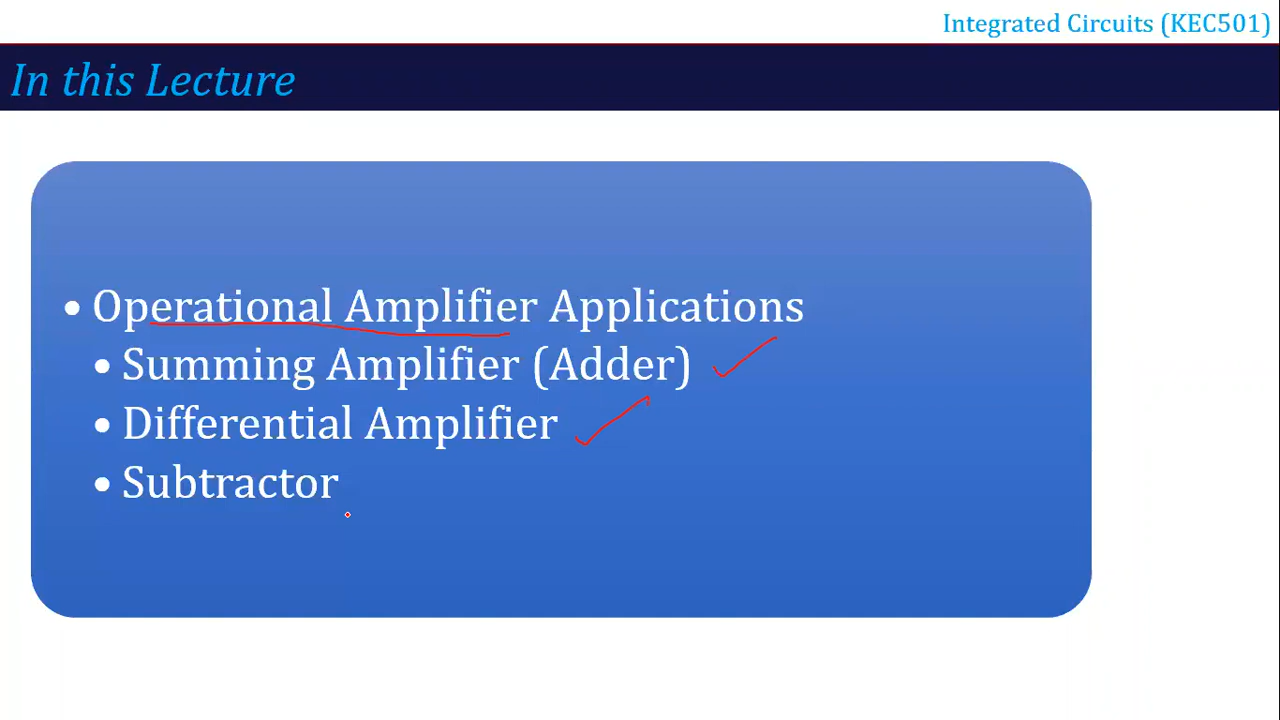 Integrated Circuits (KEC501)
In this Lecture
• Operational Amplifier Applications
• Summing Amplifier (Adder)
• Differential Amplifier
• Subtractor